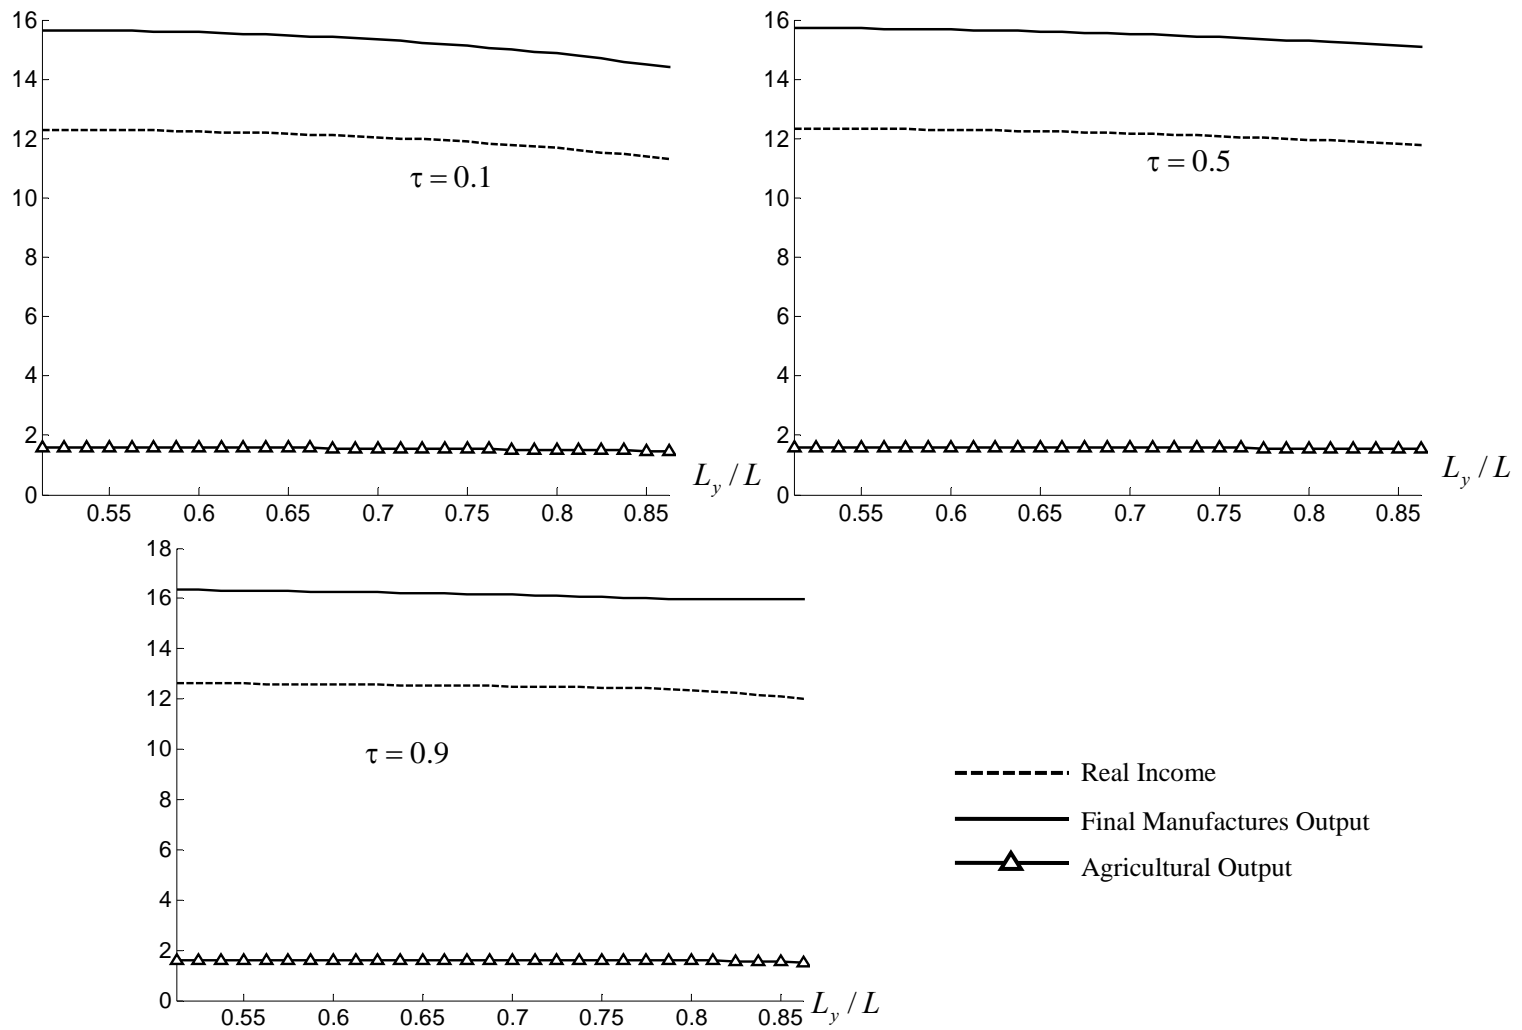 16
14
12
10
8
6
4
2
0
0.55 0.6 0.65 0.7 0.75 0.8 0.85
τ = 0.1
L_y / L
16
14
12
10
8
6
4
2
0
0.55 0.6 0.65 0.7 0.75 0.8 0.85
τ = 0.5
L_y / L
18
16
14
12
10
8
6
4
2
0
0.55 0.6 0.65 0.7 0.75 0.8 0.85
τ = 0.9
L_y / L
Real Income
Final Manufactures Output
Agricultural Output